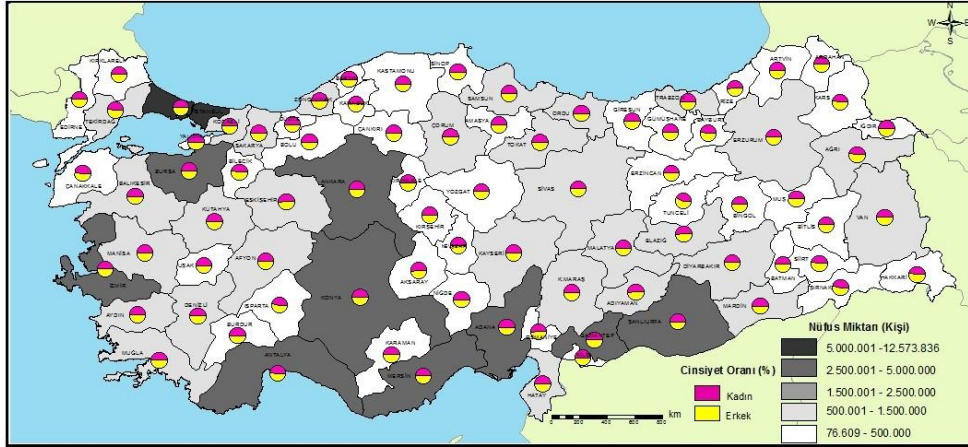 N
W E
S
KIRKLARELİ
EDİRNE
TEKİRDAĞ
İSTANBUL
KOCAELİ
SAKARYA
BOLU
KASTAMONU
SİNOP
SAMSUN
AMASYA
ÇANKIRI
ÇORUM
TOKAT
ORDU
GİRESUN
TRABZON
RİZE
ARTVİN
ARDAHAN
KARS
GÜMÜŞHANE
BAYBURT
ERZURUM
IĞDIR
AĞRI
ÇANAKKALE
BALIKESİR
BURSA
BİLECİK
ESKİŞEHİR
KÜTAHYA
ANKARA
KIRŞEHİR
YOZGAT
SİVAS
ERZİNCAN
TUNCELİ
BİNGÖL
MUŞ
BİTLİS
VAN
MANİSA
İZMİR
UŞAK
AFYON
KONYA
AKSARAY
NİĞDE
KAYSERİ
MALATYA
ELAZIĞ
DİYARBAKIR
BATMAN
SİİRT
ŞIRNAK
HAKKARİ
AYDIN
DENİZLİ
ISPARTA
BURDUR
MUĞLA
ANTALYA
KARAMAN
MERSİN
ADANA
K.MARAŞ
ADIYAMAN
ŞANLIURFA
MARDİN
HATAY
Nüfus Miktarı (Kişi)
5.000.001 - 12.573.836
2.500.001 - 5.000.000
1.500.001 - 2.500.000
500.001 - 1.500.000
76.609 - 500.000
Cinsiyet Oranı (%)
Kadın
Erkek
km